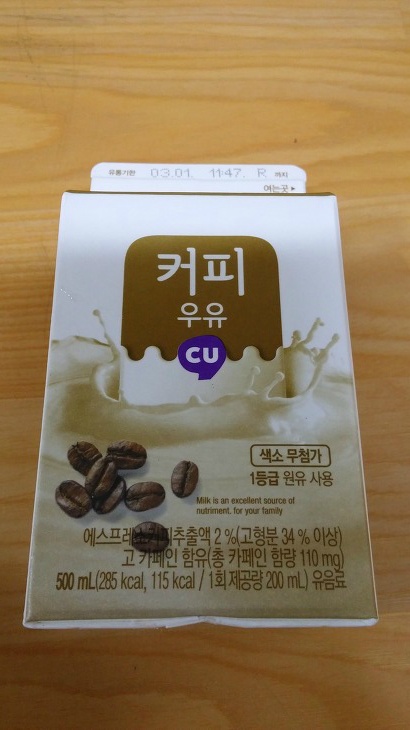 유통기한 03.01. 11:47. R 까지
여는곳 ▶
커피
우유
CU
색소 무첨가
1등급 원유 사용
Milk is an excellent source of
nutriment. for your family
에스프레소커피추출액 2 %(고형분 34 % 이상)
고 카페인 함유(총 카페인 함량 110 mg)
500 mL(285 kcal, 115 kcal / 1회 제공량 200 mL) 유음료